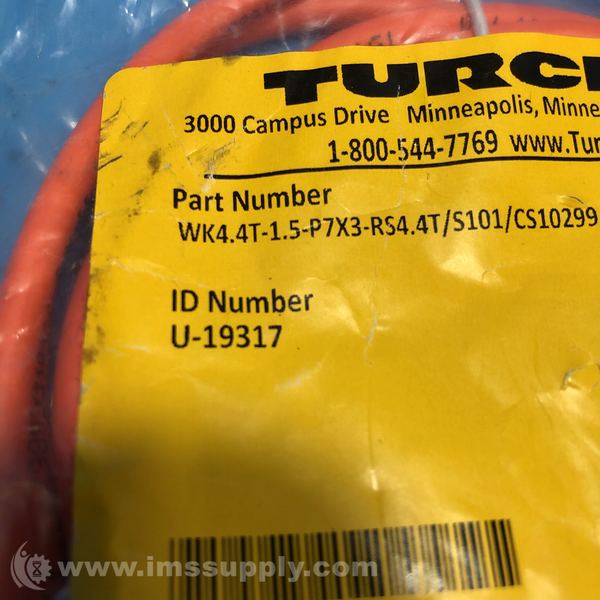 TURC
3000 Campus Drive Minneapolis, Minne
1-800-544-7769 www.Tur
Part Number
WK4.4T-1.5-P7X3-RS4.4T/S101/CS10299
ID Number
U-19317
www.imssupply.com